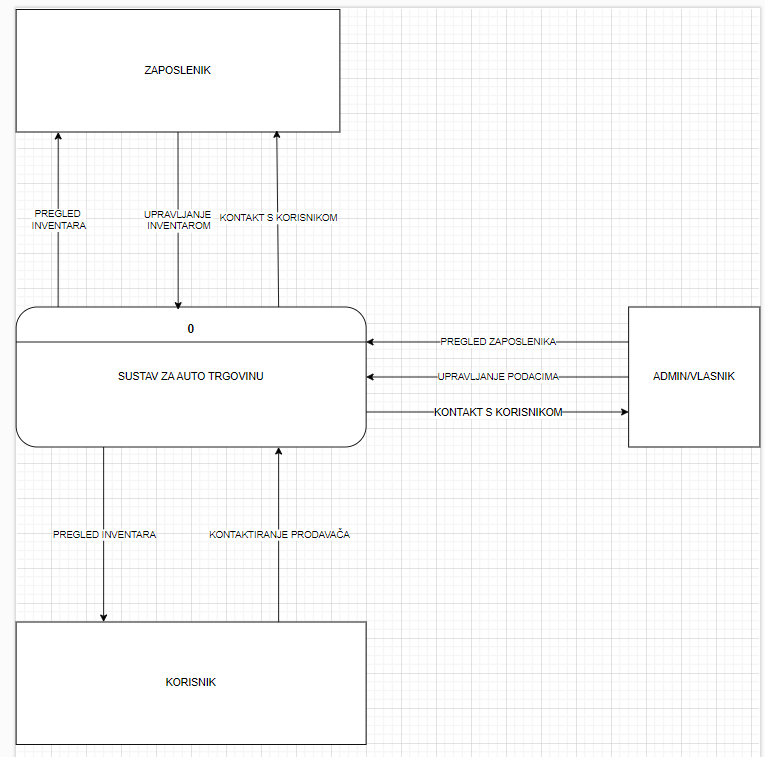 ZAPOSLENIK
PREGLED
INVENTARA
UPRAVLJANJE
INVENTAROM
KONTAKT S KORISNIKOM
0
SUSTAV ZA AUTO TRGOVINU
PREGLED ZAPOSLENIKA
UPRAVLJANJE PODACIMA
KONTAKT S KORISNIKOM
ADMIN/VLASNIK
PREGLED INVENTARA
KONTAKTIRANJE PRODAVAČA
KORISNIK